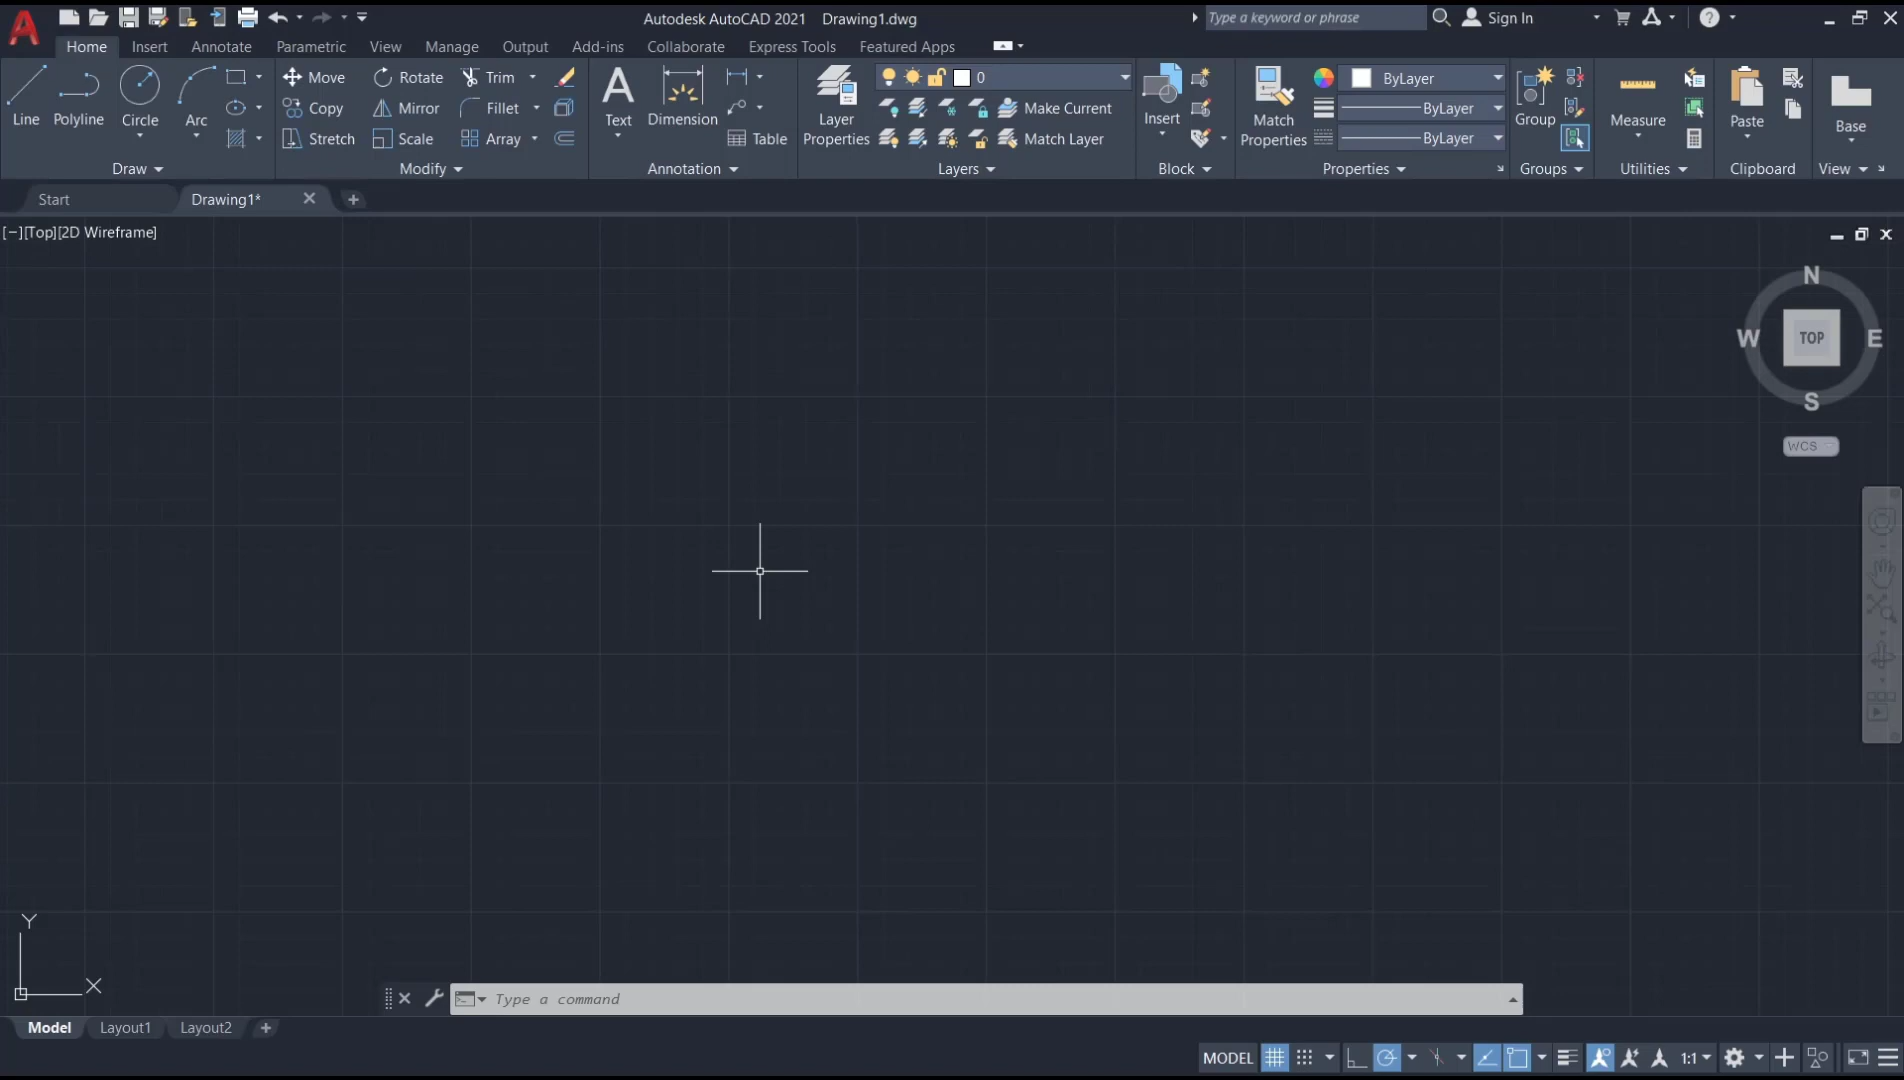 Autodesk AutoCAD 2021 Drawing1.dwg
Type a keyword or phrase
Sign In
Home Insert Annotate Parametric View Manage Output Add-ins Collaborate Express Tools Featured Apps
Line Polyline Circle Arc
Draw
Move Rotate Trim
Copy Mirror Fillet
Stretch Scale Array
Modify
Text Dimension Table
Annotation
Layer
Properties
0
Make Current
Match Layer
Layers
Insert
Block
Match
Properties
ByLayer
ByLayer
ByLayer
Properties
Group
Groups
Measure
Utilities
Paste
Clipboard
Base
View
Start Drawing1*
[−][Top][2D Wireframe]
N
W TOP E
S
WCS
Y
X
Type a command
Model Layout1 Layout2
MODEL 1:1